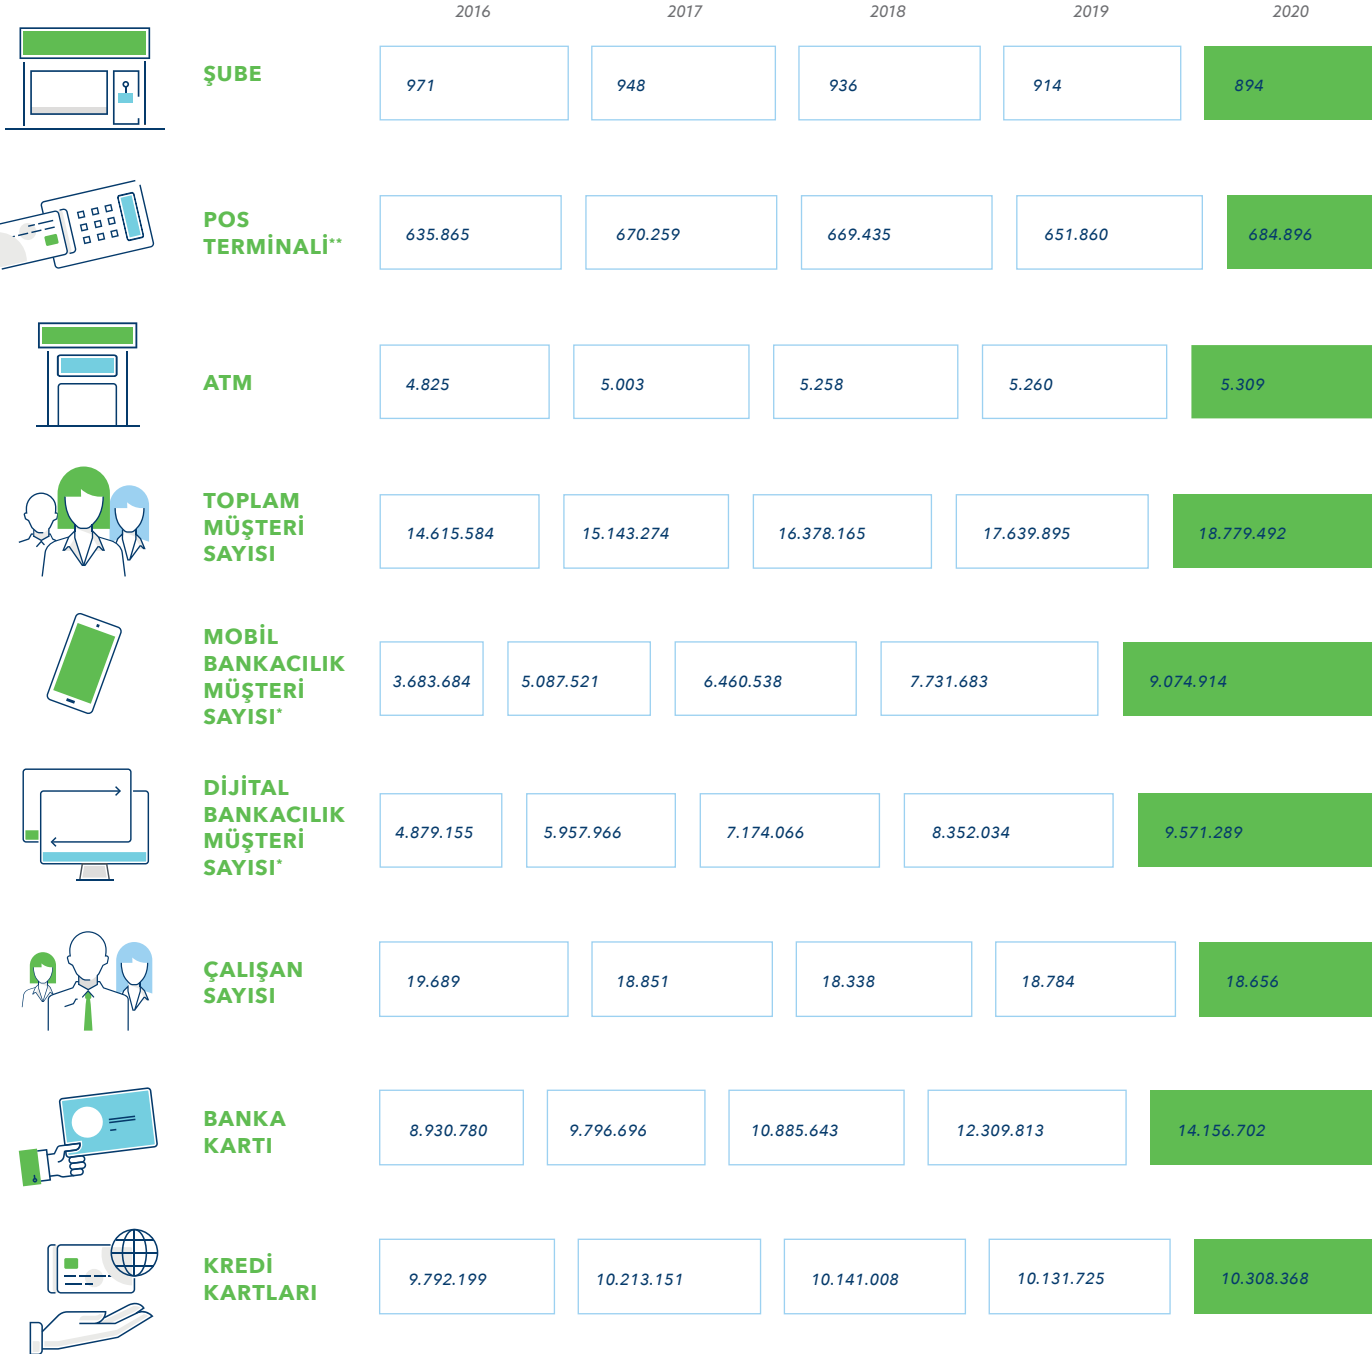 2016 2017 2018 2019 2020
ŞUBE
971 948 936 914 894
POS
TERMİNALİ**
635.865 670.259 669.435 651.860 684.896
ATM
4.825 5.003 5.258 5.260 5.309
TOPLAM
MÜŞTERİ
SAYISI
14.615.584 15.143.274 16.378.165 17.639.895 18.779.492
MOBİL
BANKACILIK
MÜŞTERİ
SAYISI*
3.683.684 5.087.521 6.460.538 7.731.683 9.074.914
DİJİTAL
BANKACILIK
MÜŞTERİ
SAYISI*
4.879.155 5.957.966 7.174.066 8.352.034 9.571.289
ÇALIŞAN
SAYISI
19.689 18.851 18.338 18.784 18.656
BANKA
KARTI
8.930.780 9.796.696 10.885.643 12.309.813 14.156.702
KREDİ
KARTLARI
9.792.199 10.213.151 10.141.008 10.131.725 10.308.368